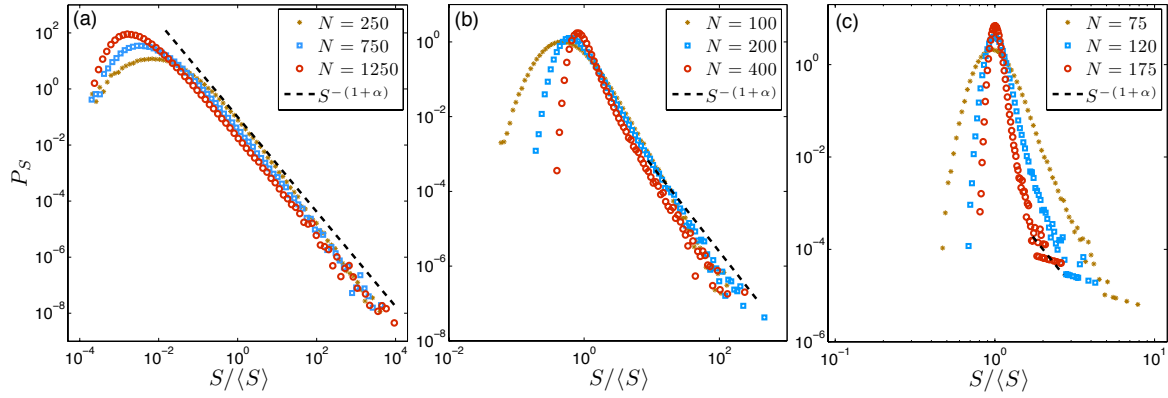 (a)
N = 250
N = 750
N = 1250
S^{-(1+α)}
P_S
10^2
10^0
10^{-2}
10^{-4}
10^{-6}
10^{-8}
10^{-4} 10^{-2} 10^0 10^2 10^4
S/⟨S⟩
(b)
N = 100
N = 200
N = 400
S^{-(1+α)}
10^0
10^{-2}
10^{-4}
10^{-6}
10^{-8}
10^{-2} 10^0 10^2
S/⟨S⟩
(c)
N = 75
N = 120
N = 175
S^{-(1+α)}
10^0
10^{-2}
10^{-4}
10^{-6}
10^{-1} 10^0 10^1
S/⟨S⟩